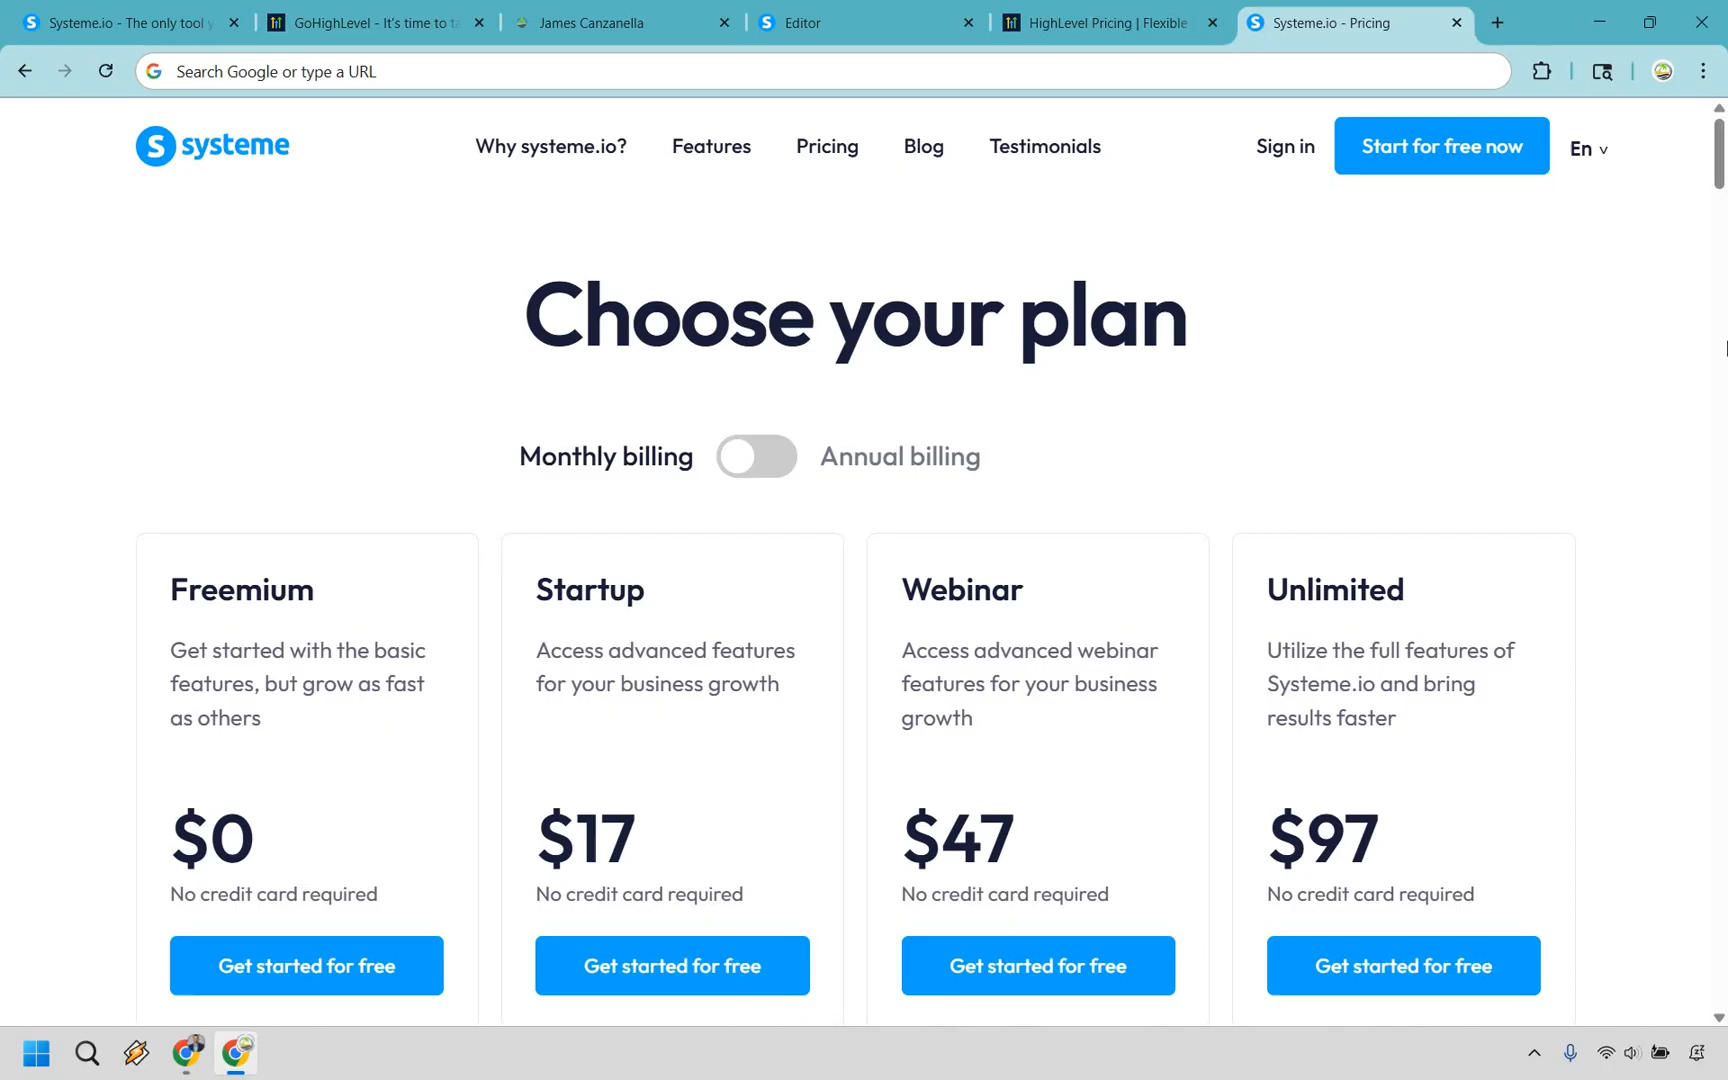 Systeme.io - The only tool y
GoHighLevel - It's time to ta
James Canzanella
Editor
HighLevel Pricing | Flexible
Systeme.io - Pricing
Search Google or type a URL
systeme
Why systeme.io?
Features
Pricing
Blog
Testimonials
Sign in
Start for free now
En
Choose your plan
Monthly billing
Annual billing
Freemium
Get started with the basic
features, but grow as fast
as others
$0
No credit card required
Get started for free
Startup
Access advanced features
for your business growth
$17
No credit card required
Get started for free
Webinar
Access advanced webinar
features for your business
growth
$47
No credit card required
Get started for free
Unlimited
Utilize the full features of
Systeme.io and bring
results faster
$97
No credit card required
Get started for free